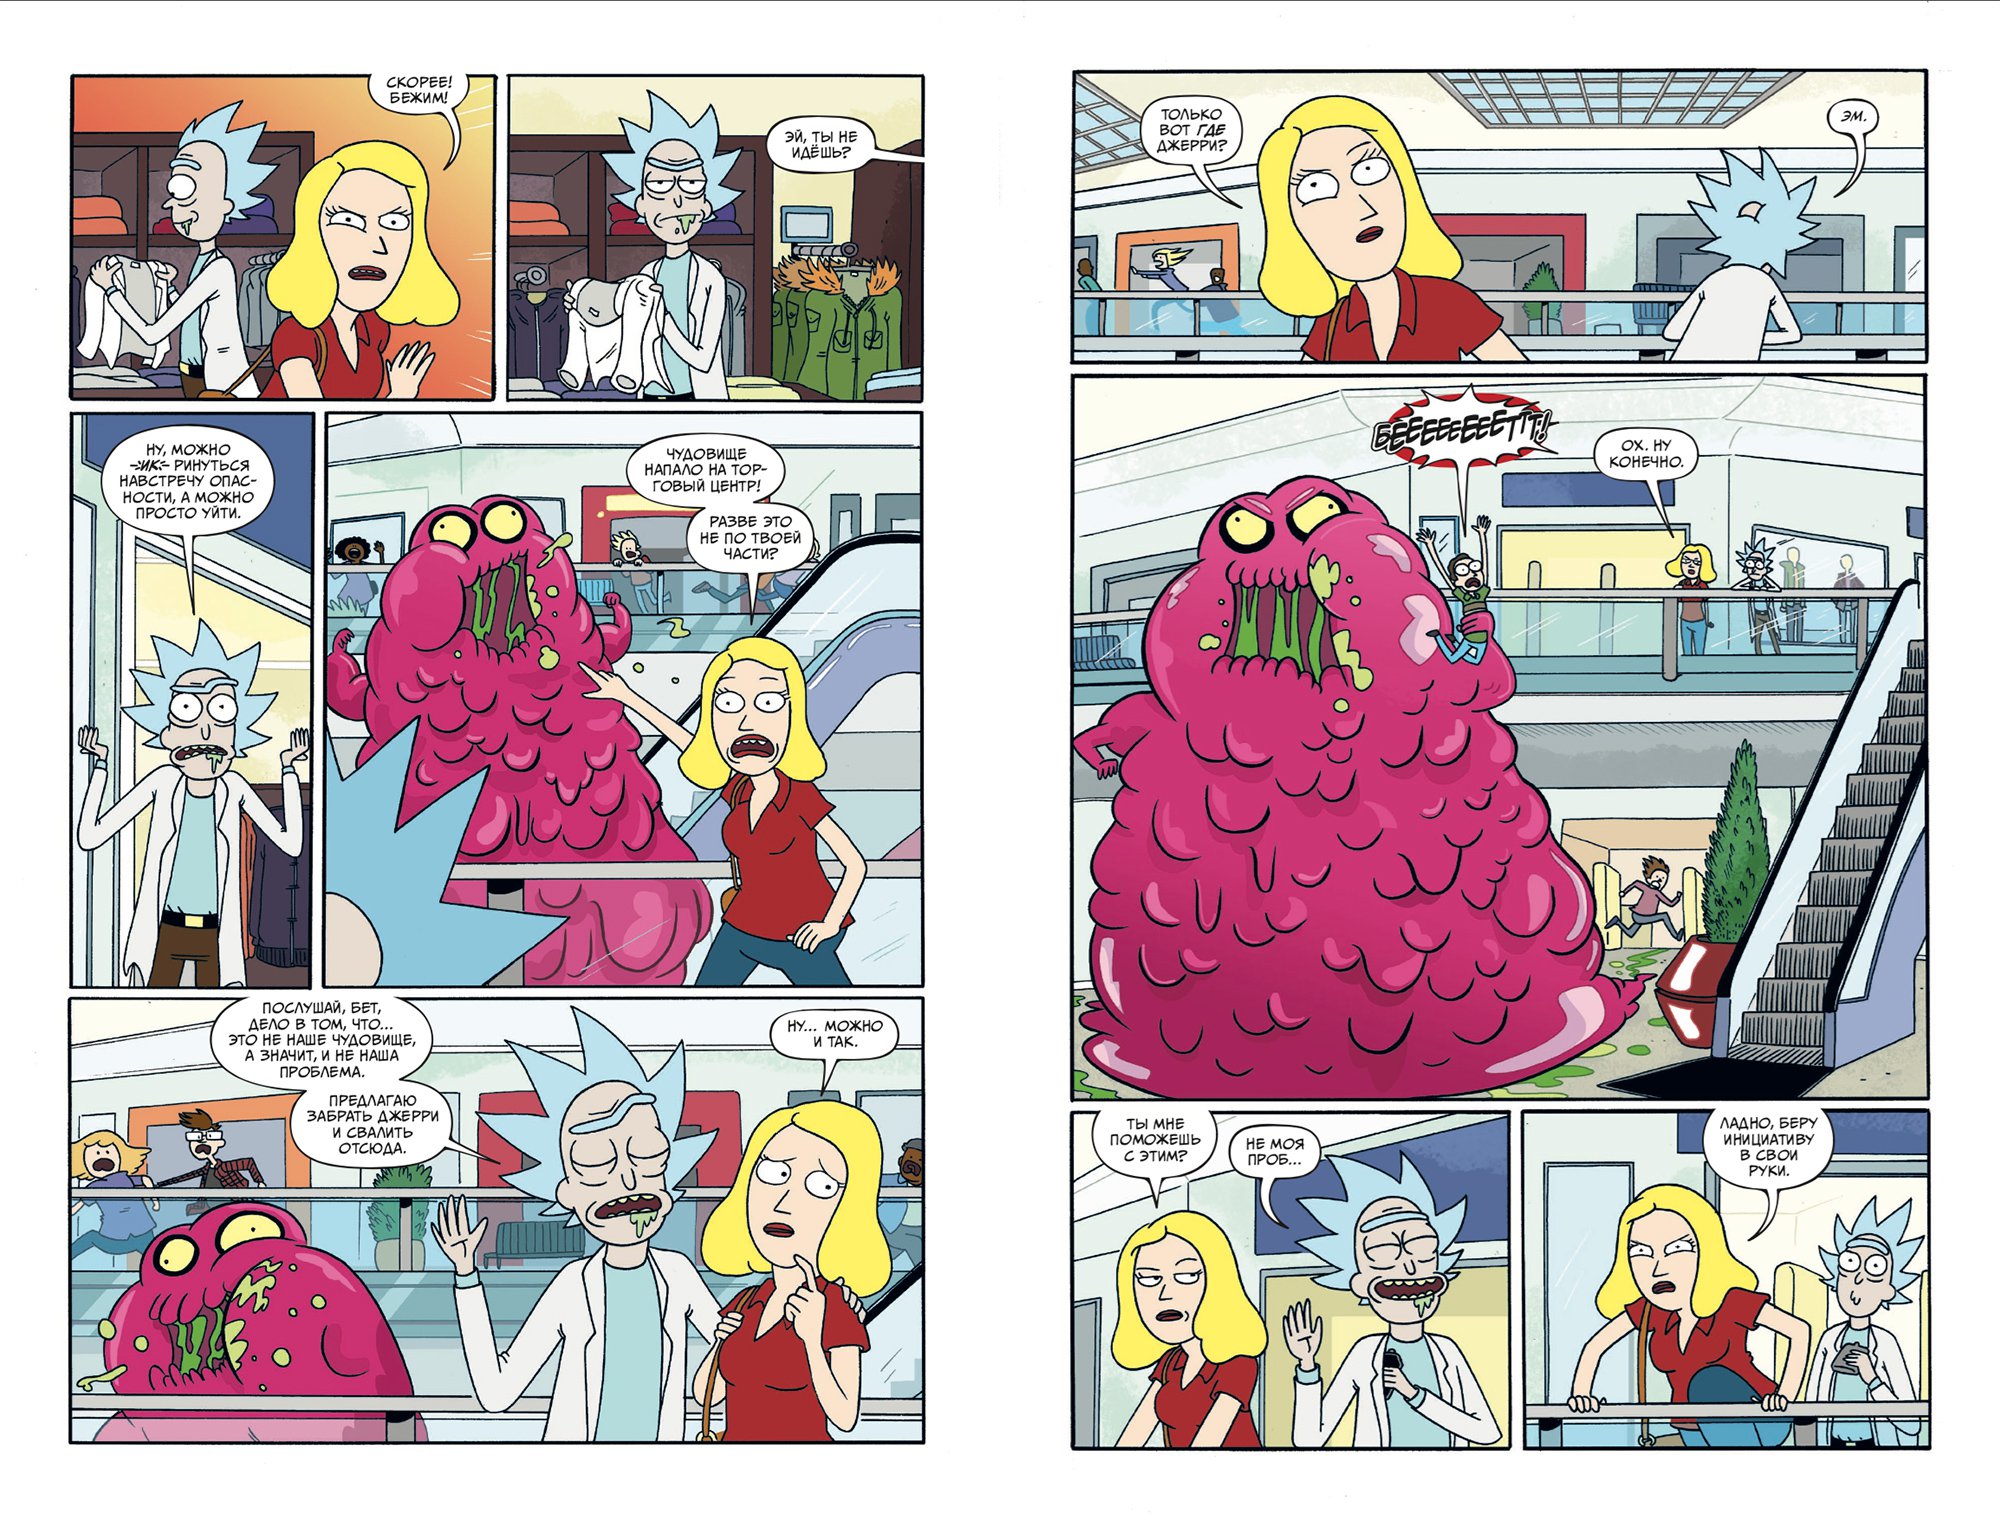 СКОРЕЕ!
БЕЖИМ!
ЭЙ, ТЫ НЕ
ИДЁШЬ?
НУ, МОЖНО
-ИК- РИНУТЬСЯ
НАВСТРЕЧУ ОПАС-
НОСТИ, А МОЖНО
ПРОСТО УЙТИ.
ЧУДОВИЩЕ
НАПАЛО НА ТОР-
ГОВЫЙ ЦЕНТР!
РАЗВЕ ЭТО
НЕ ПО ТВОЕЙ
ЧАСТИ?
ПОСЛУШАЙ, БЕТ,
ДЕЛО В ТОМ, ЧТО...
ЭТО НЕ НАШЕ ЧУДОВИЩЕ,
А ЗНАЧИТ, И НЕ НАША
ПРОБЛЕМА.
ПРЕДЛАГАЮ
ЗАБРАТЬ ДЖЕРРИ
И СВАЛИТЬ
ОТСЮДА.
НУ... МОЖНО
И ТАК.
ТОЛЬКО
ВОТ ГДЕ
ДЖЕРРИ?
ЭМ.
БЕЕЕЕЕЕЕЕТТТ!
ОХ. НУ
КОНЕЧНО.
ТЫ МНЕ
ПОМОЖЕШЬ
С ЭТИМ?
НЕ МОЯ
ПРОБ...
ЛАДНО, БЕРУ
ИНИЦИАТИВУ
В СВОИ
РУКИ.